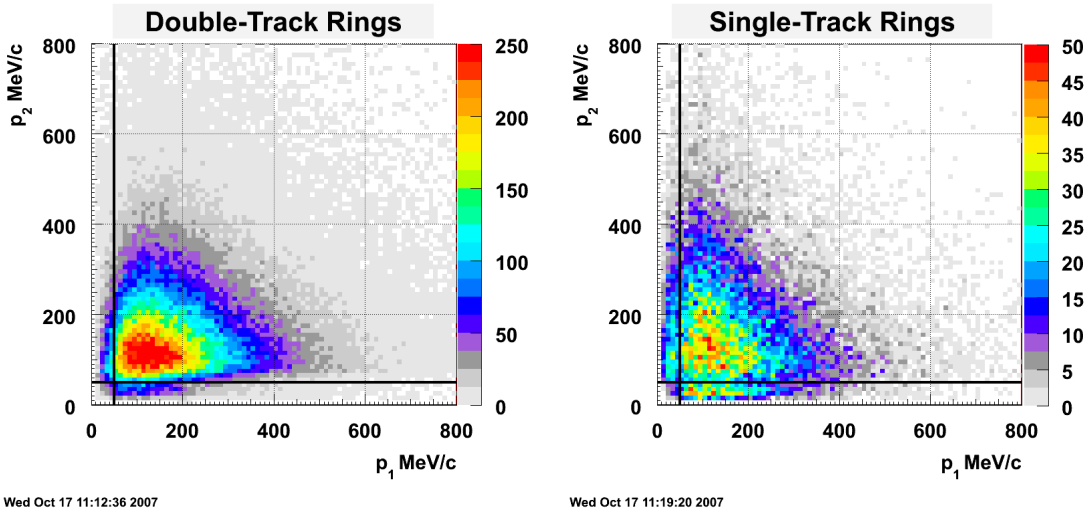 Double-Track Rings
p2 MeV/c
800
600
400
200
0
0 200 400 600 800
p1 MeV/c
250
200
150
100
50
0
Wed Oct 17 11:12:36 2007
Single-Track Rings
p2 MeV/c
800
600
400
200
0
0 200 400 600 800
p1 MeV/c
50
45
40
35
30
25
20
15
10
5
0
Wed Oct 17 11:19:20 2007